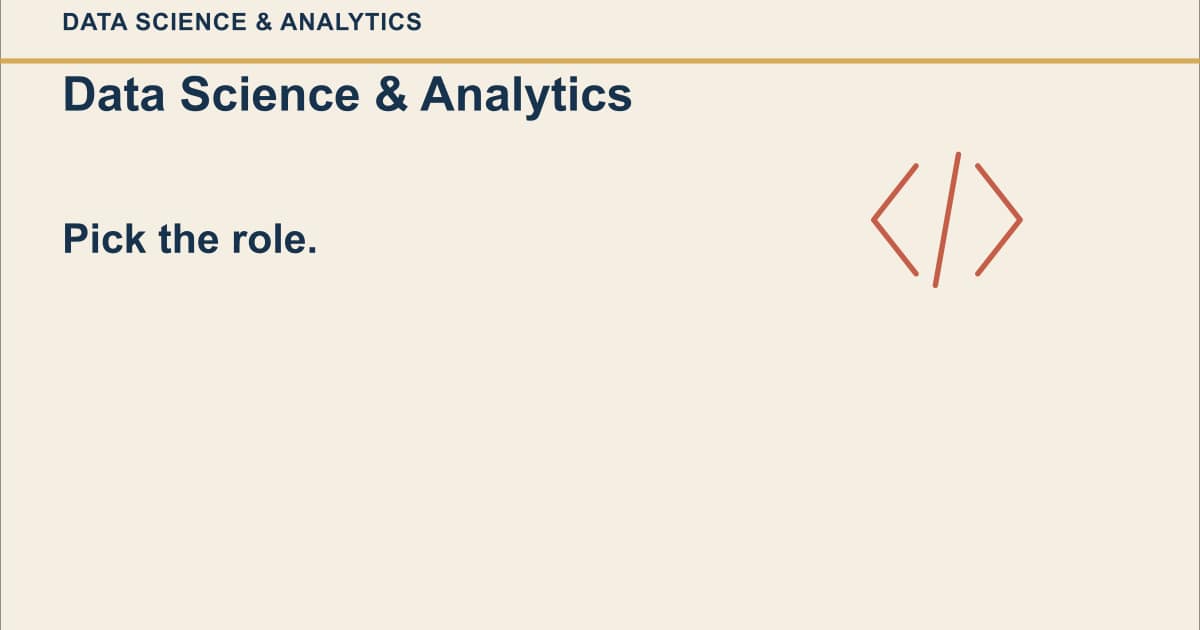 DATA SCIENCE & ANALYTICS
Data Science & Analytics
Pick the role.